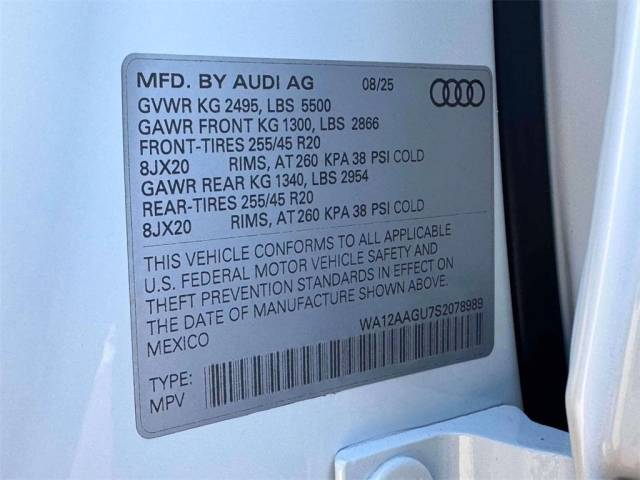 MFD. BY AUDI AG 08/25
GVWR KG 2495, LBS 5500
GAWR FRONT KG 1300, LBS 2866
FRONT-TIRES 255/45 R20
8JX20 RIMS, AT 260 KPA 38 PSI COLD
GAWR REAR KG 1340, LBS 2954
REAR-TIRES 255/45 R20
8JX20 RIMS, AT 260 KPA 38 PSI COLD
THIS VEHICLE CONFORMS TO ALL APPLICABLE
U.S. FEDERAL MOTOR VEHICLE SAFETY AND
THEFT PREVENTION STANDARDS IN EFFECT ON
THE DATE OF MANUFACTURE SHOWN ABOVE.
MEXICO WA12AAGU7S2078989
TYPE:
MPV